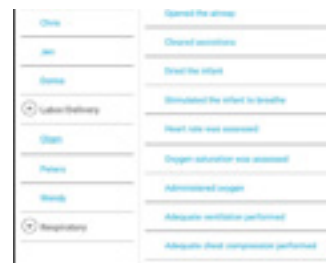 Chris
Jen
Donna
Labor/Delivery
Peters
Wendy
Respiratory
Opened the airway
Cleared secretions
Dried the infant
Stimulated the infant to breathe
Heart rate was assessed
Oxygen saturation was assessed
Administered oxygen
Adequate ventilation performed
Adequate chest compression performed